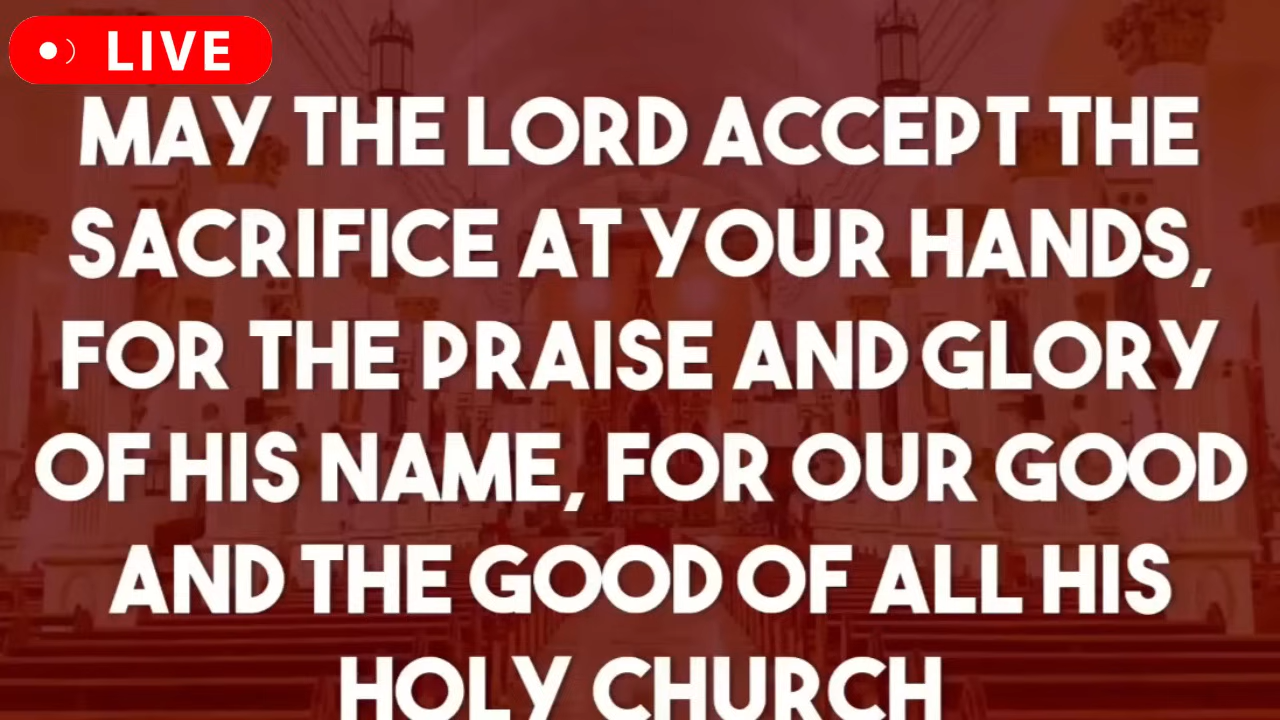 LIVE
MAY THE LORD ACCEPT THE
SACRIFICE AT YOUR HANDS,
FOR THE PRAISE AND GLORY
OF HIS NAME, FOR OUR GOOD
AND THE GOOD OF ALL HIS
HOLY CHURCH